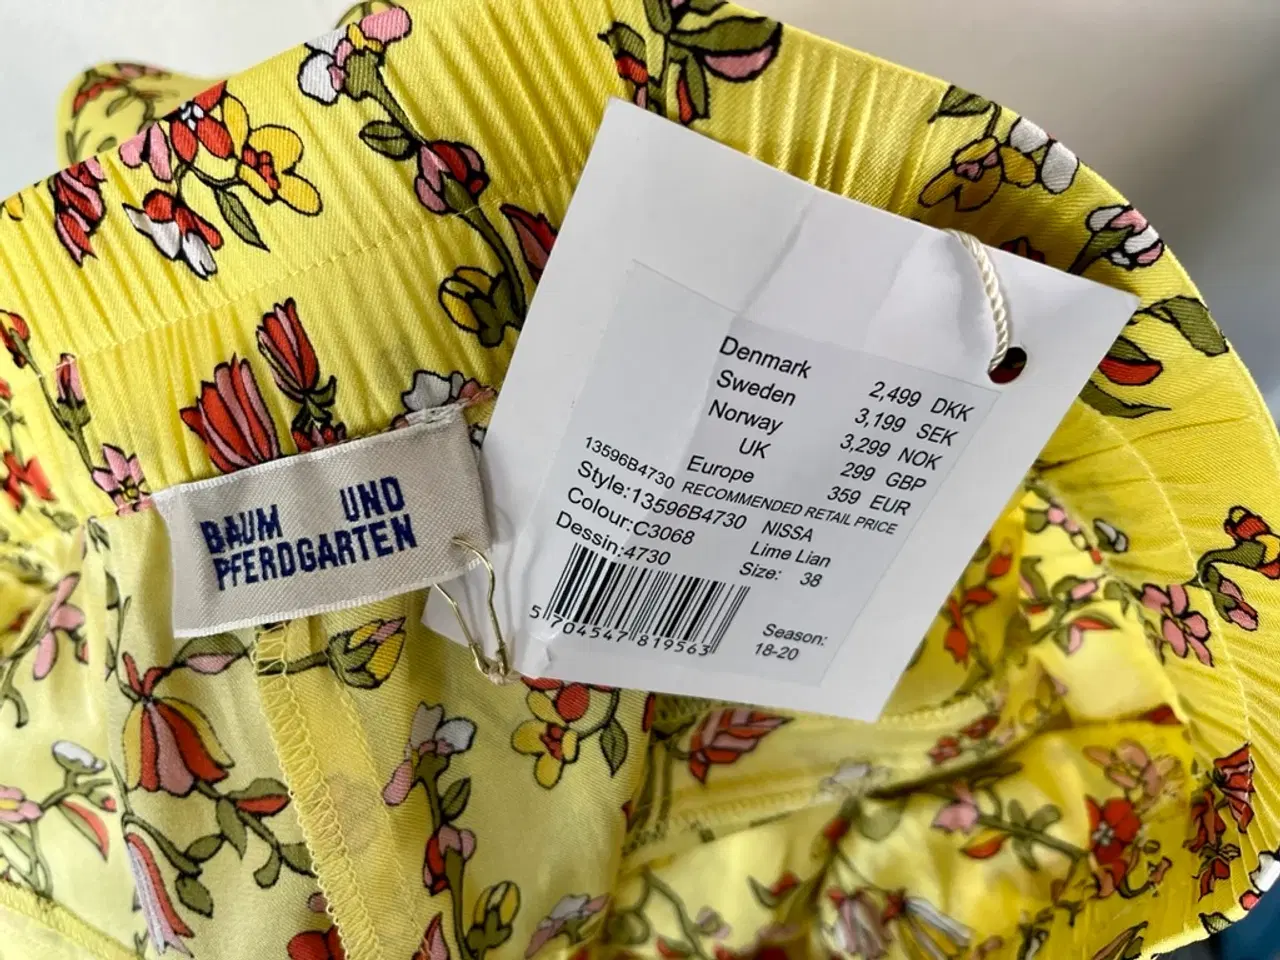 BAUM UND
PFERDGARTEN
Denmark 2,499 DKK
Sweden 3,199 SEK
Norway 3,299 NOK
UK 299 GBP
Europe 359 EUR
RECOMMENDED RETAIL PRICE
13596B4730
Style:13596B4730 NISSA
Colour:C3068 Lime Lian
Dessin:4730 Size: 38
5 704547 819563
Season:
18-20